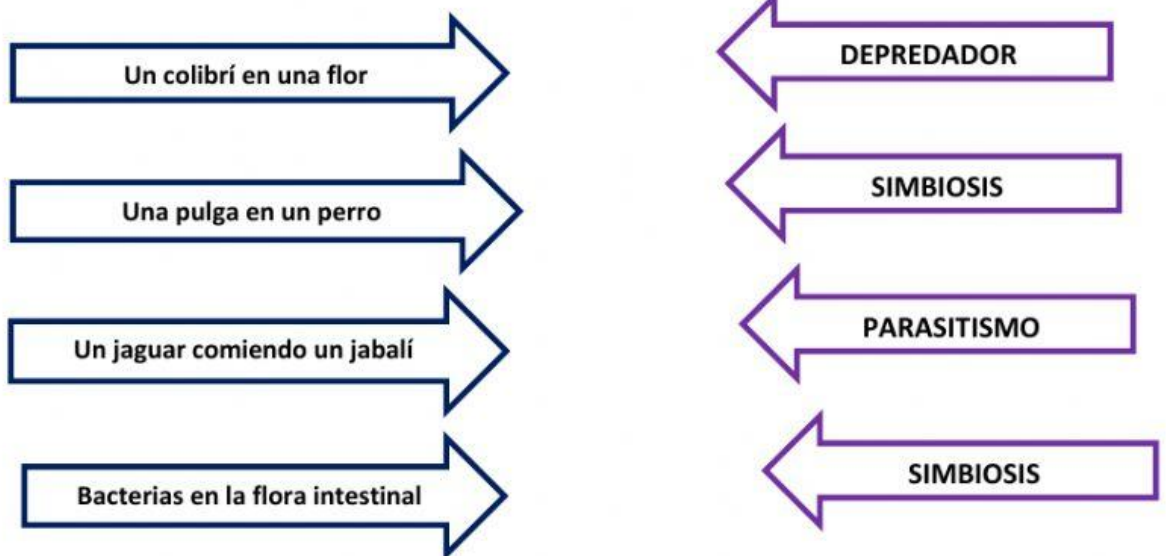 Un colibrí en una flor
DEPREDADOR
Una pulga en un perro
SIMBIOSIS
Un jaguar comiendo un jabalí
PARASITISMO
Bacterias en la flora intestinal
SIMBIOSIS